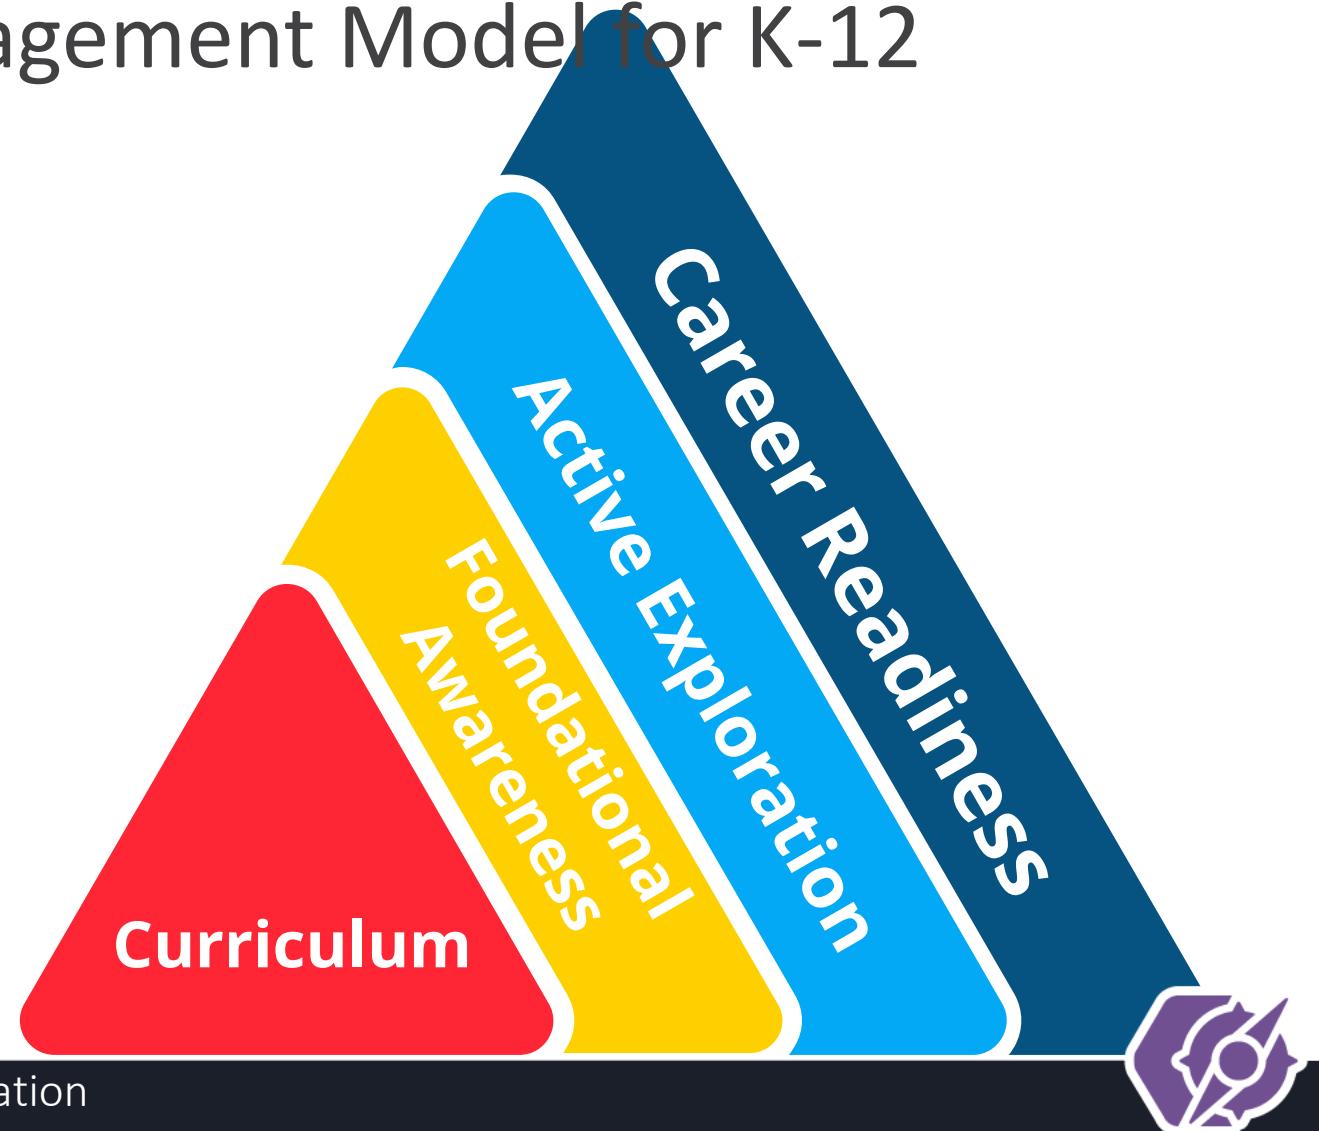 agement Model for K-12
Career Readiness
Active Exploration
Foundational
Awareness
Curriculum
ation